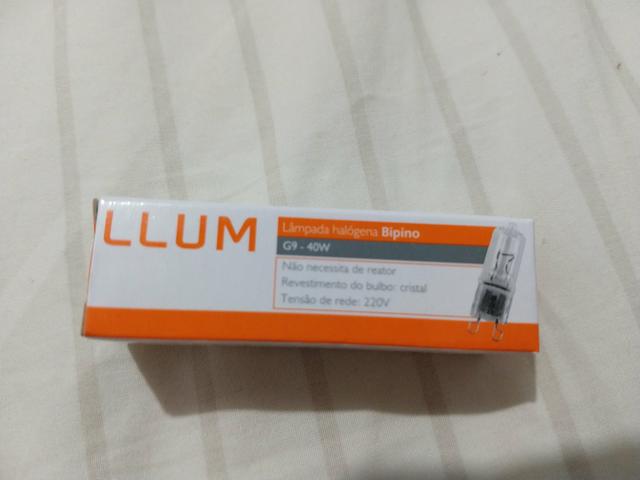 LLUM
Lâmpada halógena Bipino
G9 - 40W
Não necessita de reator
Revestimento do bulbo: cristal
Tensão de rede: 220V